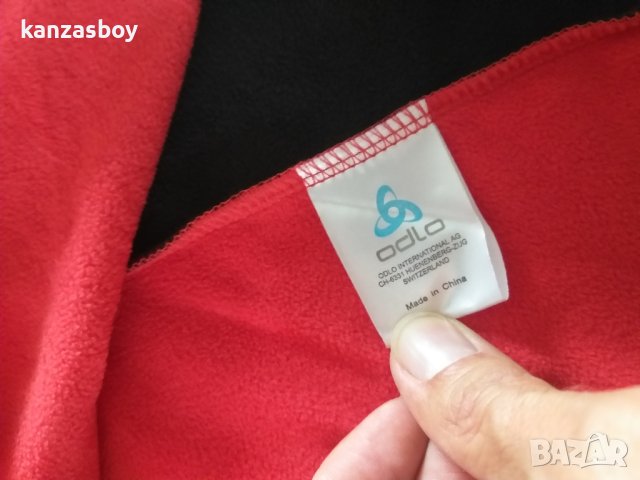 kanzasboy
odlo
ODLO INTERNATIONAL AG
CH-6331 HUENENBERG-ZUG
SWITZERLAND
Made in China
BAZAR